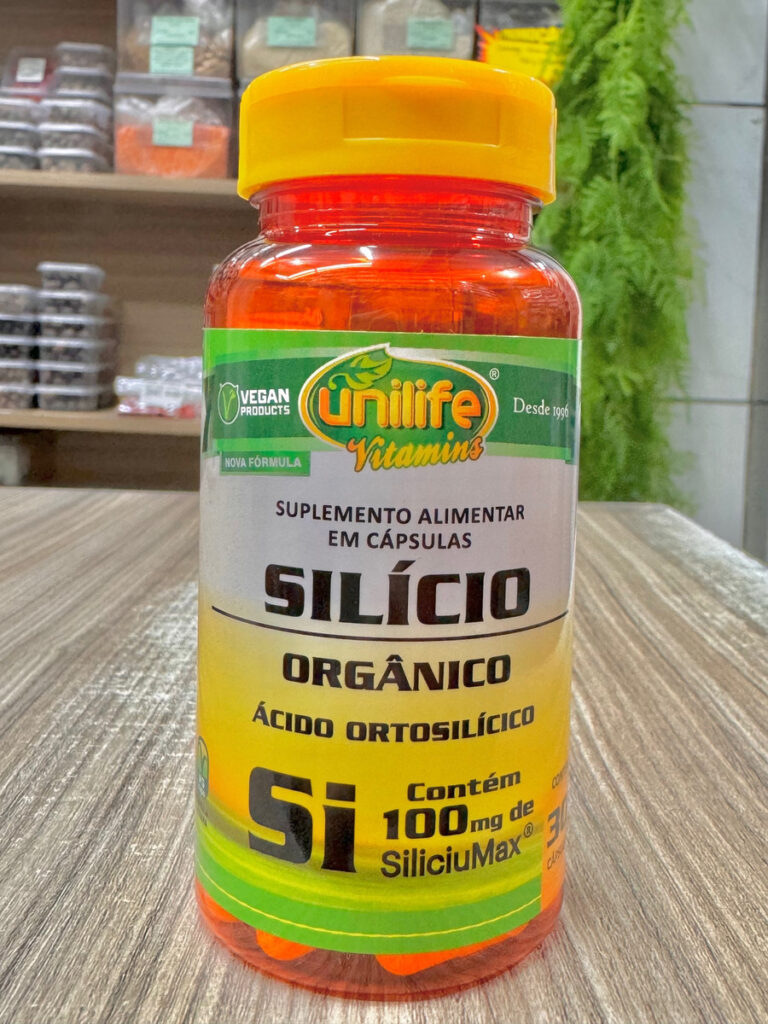 VEGAN
PRODUCTS
unilife®
Vitamins
Desde 1996
NOVA FÓRMULA
SUPLEMENTO ALIMENTAR
EM CÁPSULAS
SILÍCIO
ORGÂNICO
ÁCIDO ORTOSILÍCICO
Si
Contém
100mg de
SiliciuMax®